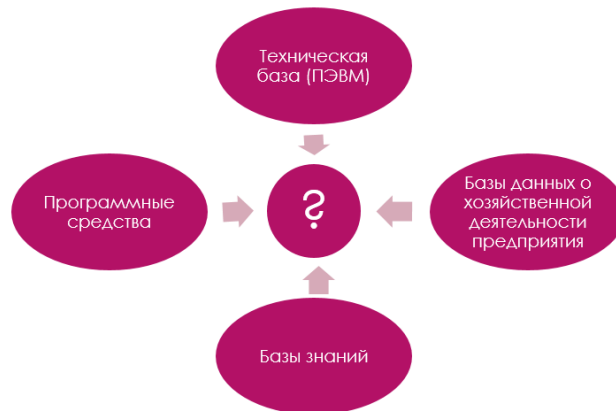 Техническая
база (ПЭВМ)
Программные
средства
?
Базы данных о
хозяйственной
деятельности
предприятия
Базы знаний